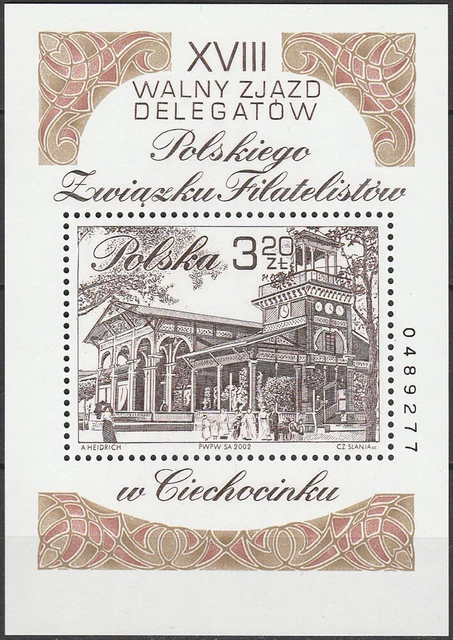 XVIII
WALNY ZJAZD
DELEGATÓW
Polskiego
Związku Filatelistów
Polska 3 20 ZŁ
0489277
A HEIDRICH PWPW SA 2002 CZ SŁANIA sc.
w Ciechocinku